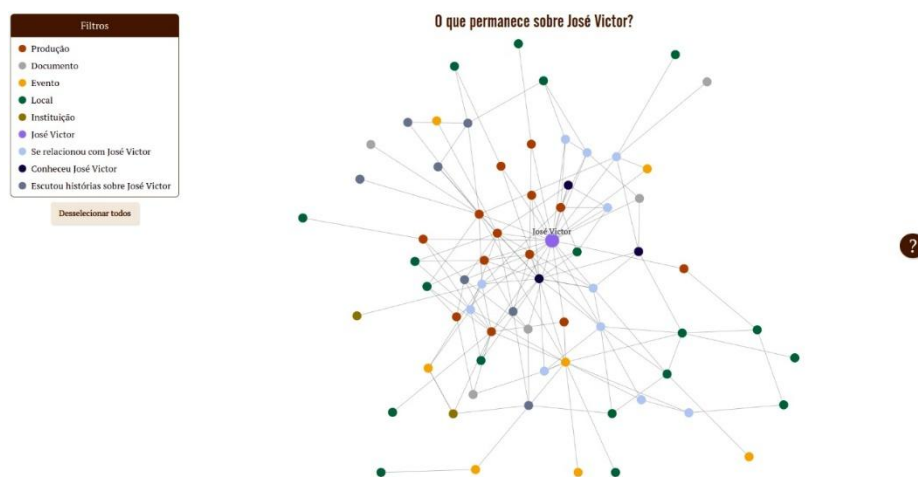 Filtros
Produção
Documento
Evento
Local
Instituição
José Victor
Se relacionou com José Victor
Conheceu José Victor
Escutou histórias sobre José Victor
Desselecionar todos
O que permanece sobre José Victor?
José Victor
?